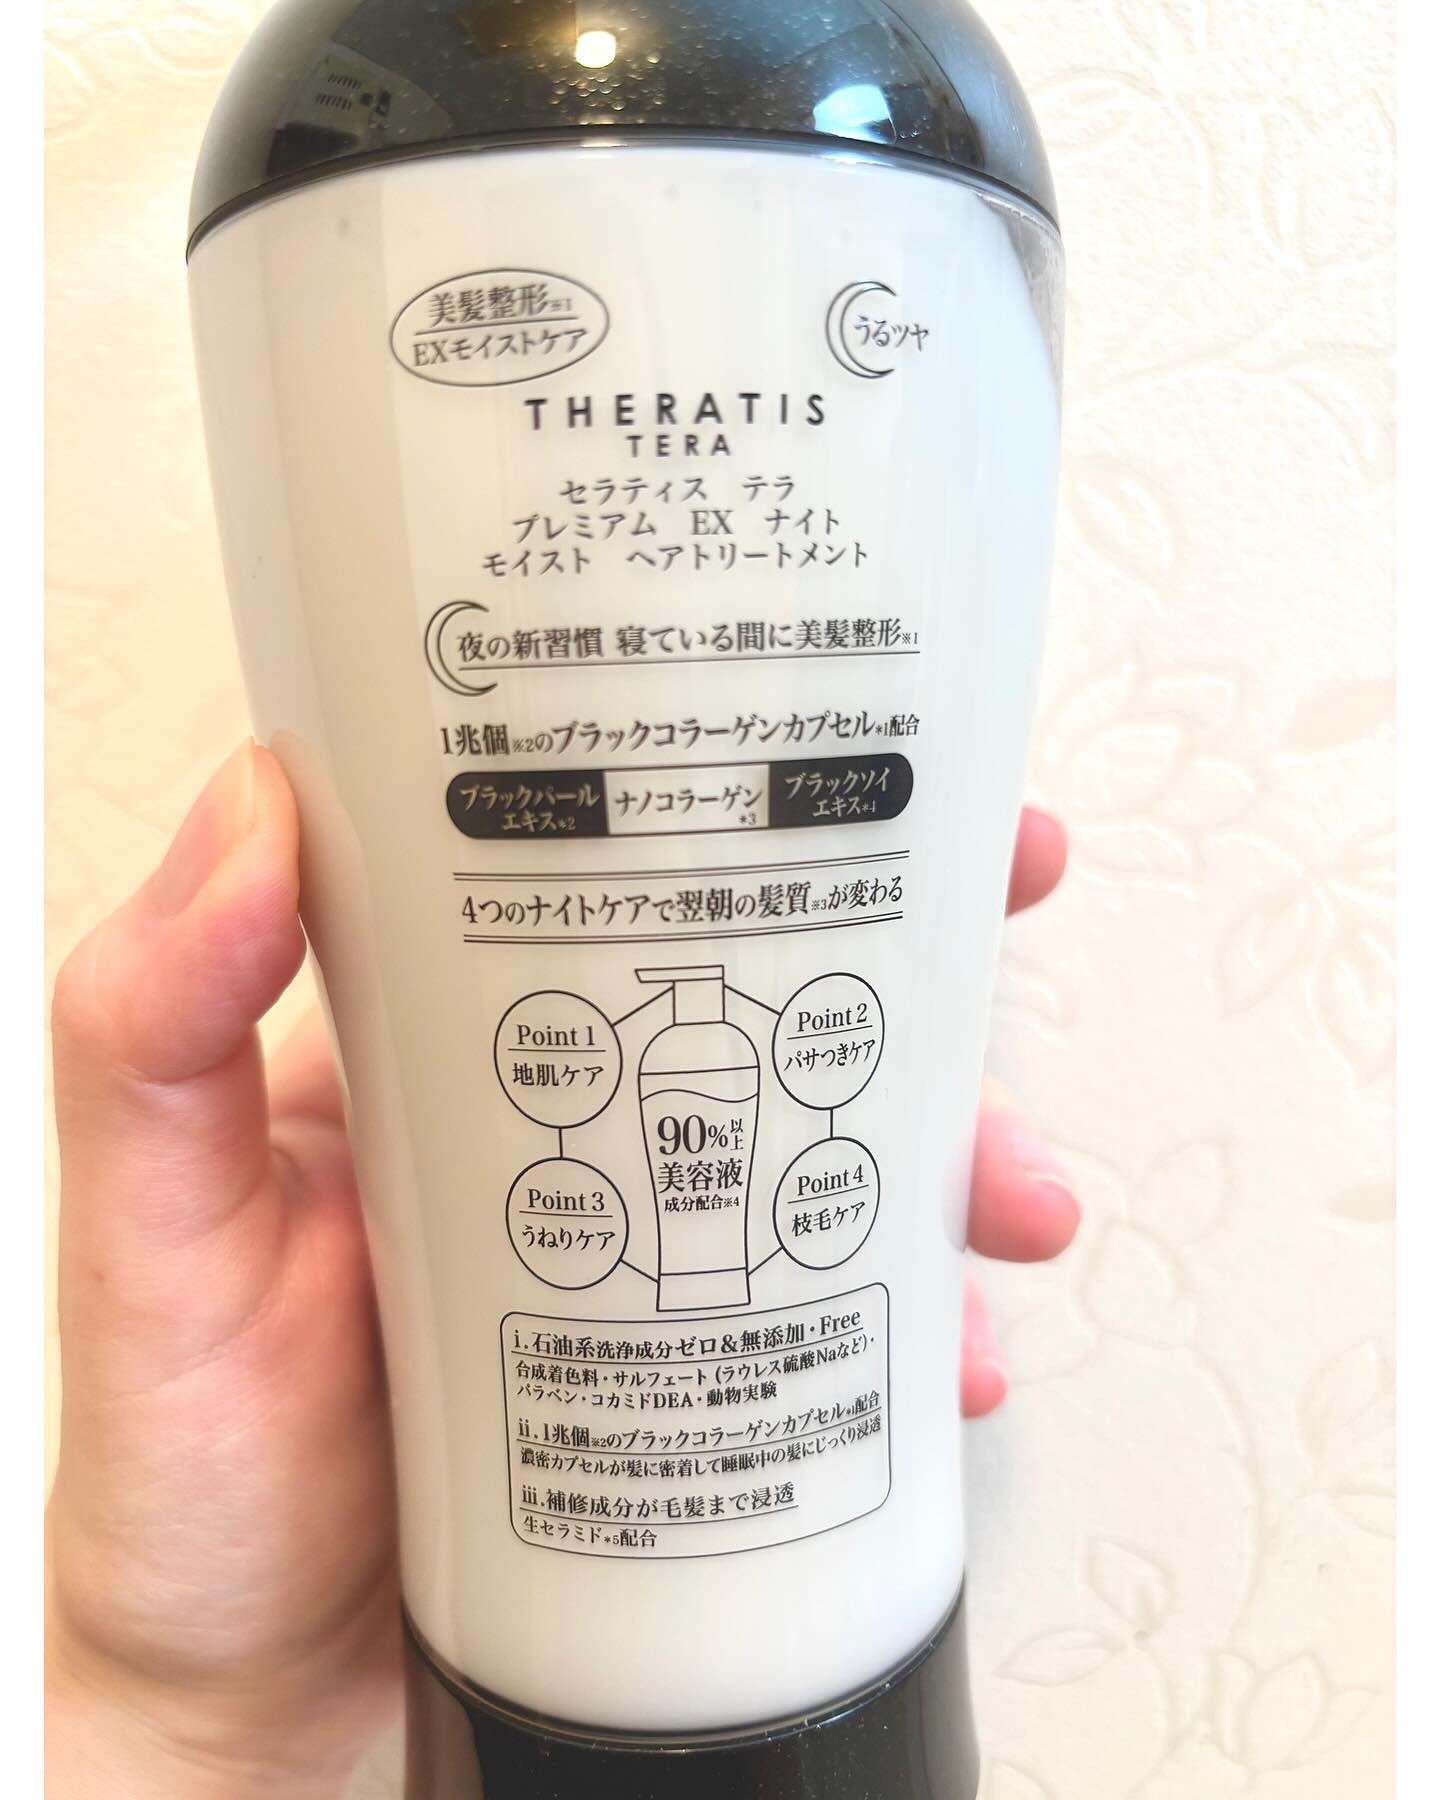 美髪整形※1
EXモイストケア
うるツヤ
THERATIS
TERA
セラティス テラ
プレミアム EX ナイト
モイスト ヘアトリートメント
夜の新習慣 寝ている間に美髪整形※1
1兆個※2のブラックコラーゲンカプセル*1配合
ブラックパール
エキス*2
ナノコラーゲン
*3
ブラックソイ
エキス*4
4つのナイトケアで翌朝の髪質※3が変わる
Point 1
地肌ケア
Point 2
パサつきケア
90%以上
美容液
成分配合※4
Point 3
うねりケア
Point 4
枝毛ケア
i.石油系洗浄成分ゼロ&無添加・Free
合成着色料・サルフェート(ラウレス硫酸Naなど)・
パラベン・コカミドDEA・動物実験
ii.1兆個※2のブラックコラーゲンカプセル*1配合
濃密カプセルが髪に密着して睡眠中の髪にじっくり浸透
iii.補修成分が毛髪まで浸透
生セラミド*5配合